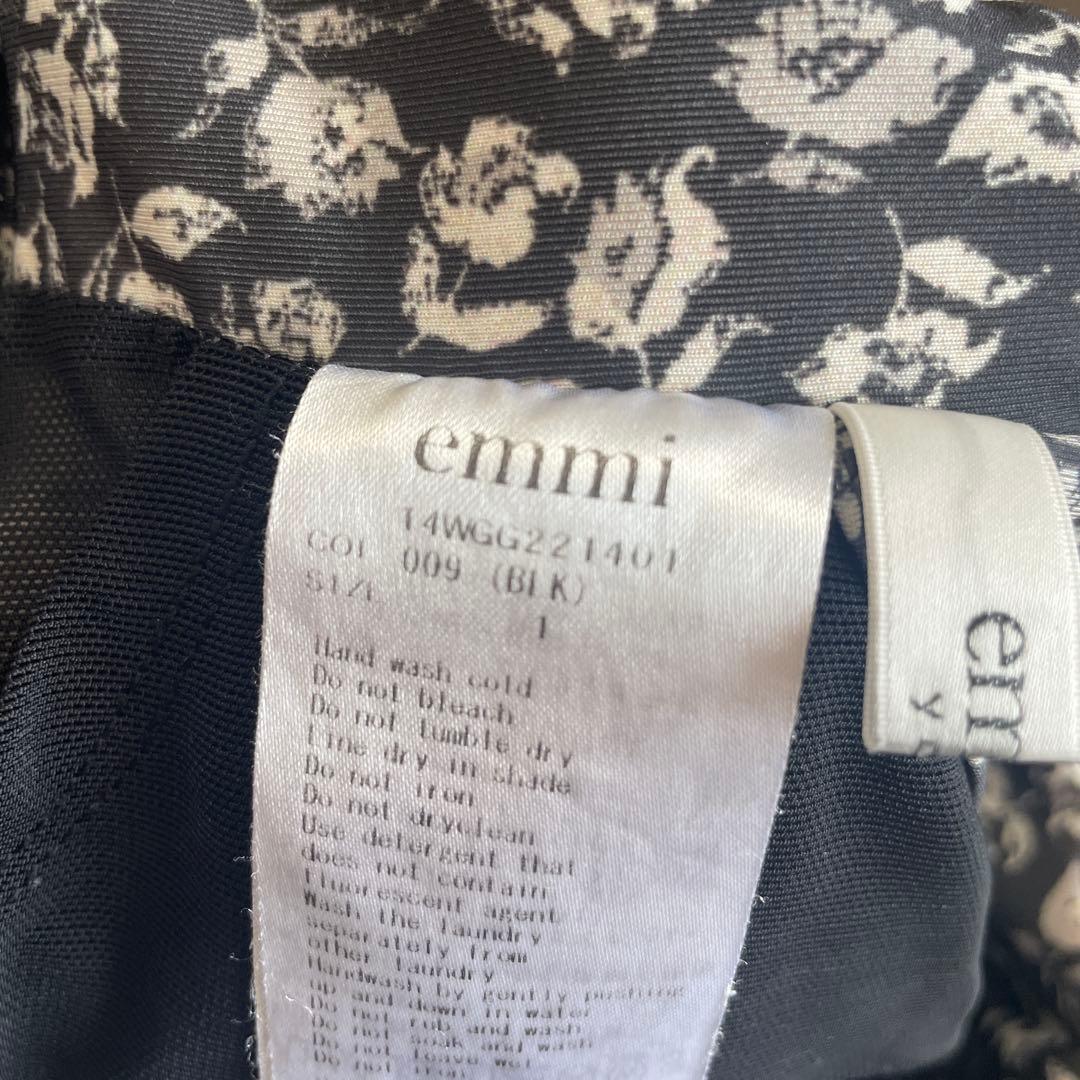 emmi
14WGG221401
COL 009 (BLK)
SIZE 1
Hand wash cold
Do not bleach
Do not tumble dry
Line dry in shade
Do not iron
Do not dryclean
Use detergent that
does not contain
fluorescent agent
Wash the laundry
separately from
other laundry
Handwash by gently pushing
up and down in water
Do not rub and wash
Do not soak and wash
Do not leave wet
Do not iron
em
y